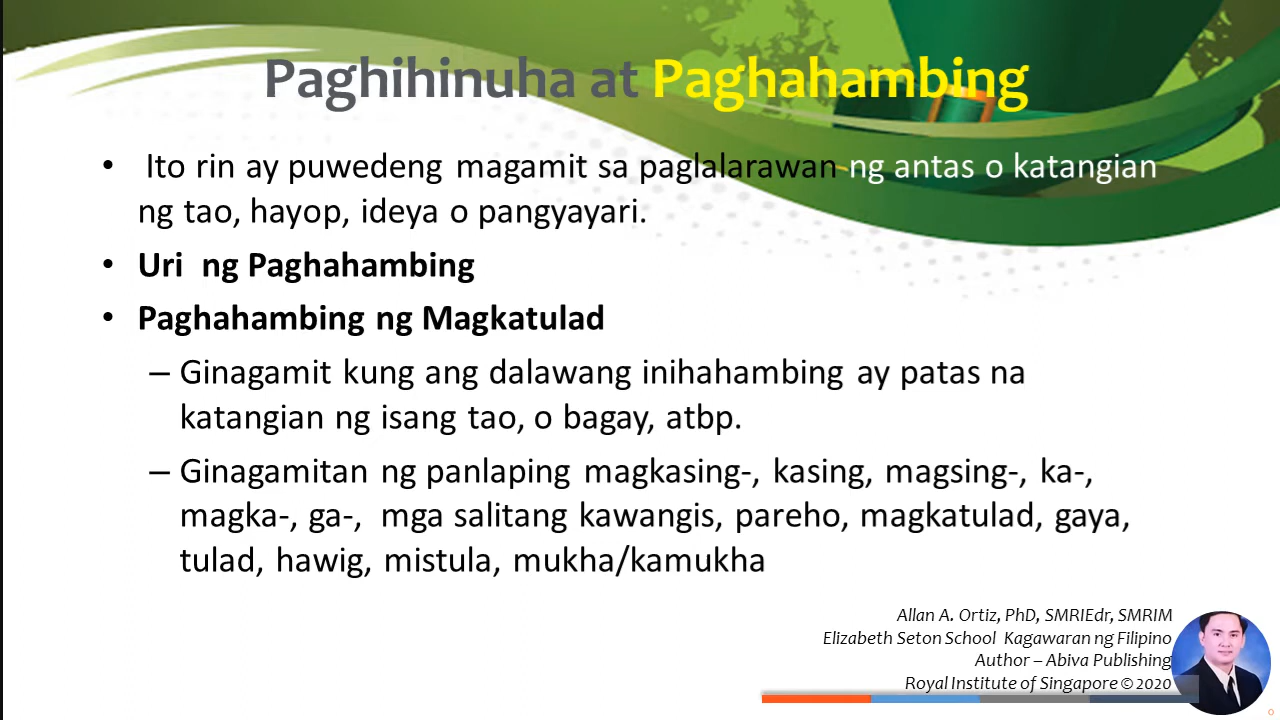 Paghihinuha at Paghahambing
• Ito rin ay puwedeng magamit sa paglalarawan ng antas o katangian
ng tao, hayop, ideya o pangyayari.
• Uri ng Paghahambing
• Paghahambing ng Magkatulad
– Ginagamit kung ang dalawang inihahambing ay patas na
katangian ng isang tao, o bagay, atbp.
– Ginagamitan ng panlaping magkasing-, kasing, magsing-, ka-,
magka-, ga-, mga salitang kawangis, pareho, magkatulad, gaya,
tulad, hawig, mistula, mukha/kamukha
Allan A. Ortiz, PhD, SMRIEdr, SMRIM
Elizabeth Seton School Kagawaran ng Filipino
Author – Abiva Publishing
Royal Institute of Singapore © 2020
0